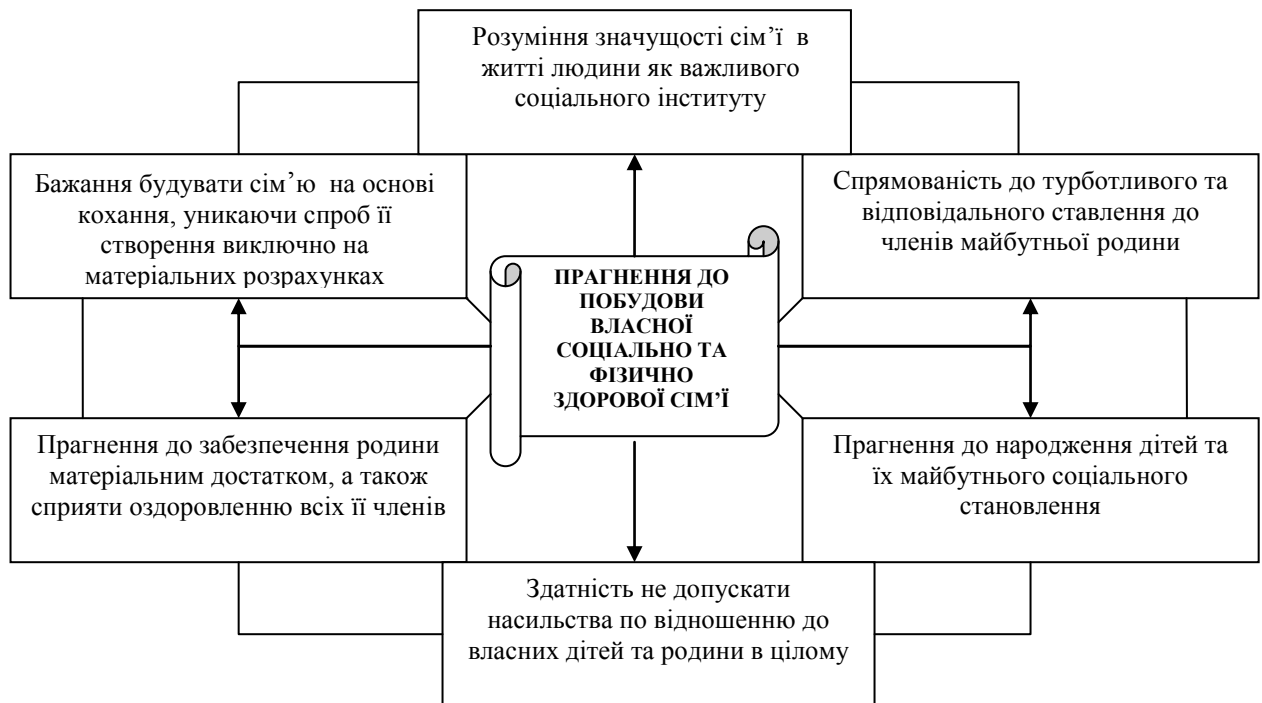 Розуміння значущості сім’ї в
житті людини як важливого
соціального інституту
Бажання будувати сім’ю на основі
кохання, уникаючи спроб її
створення виключно на
матеріальних розрахунках
Спрямованість до турботливого та
відповідального ставлення до
членів майбутньої родини
ПРАГНЕННЯ ДО
ПОБУДОВИ
ВЛАСНОЇ
СОЦІАЛЬНО ТА
ФІЗИЧНО
ЗДОРОВОЇ СІМ’Ї
Прагнення до забезпечення родини
матеріальним достатком, а також
сприяти оздоровленню всіх її членів
Прагнення до народження дітей та
їх майбутнього соціального
становлення
Здатність не допускати
насильства по відношенню до
власних дітей та родини в цілому